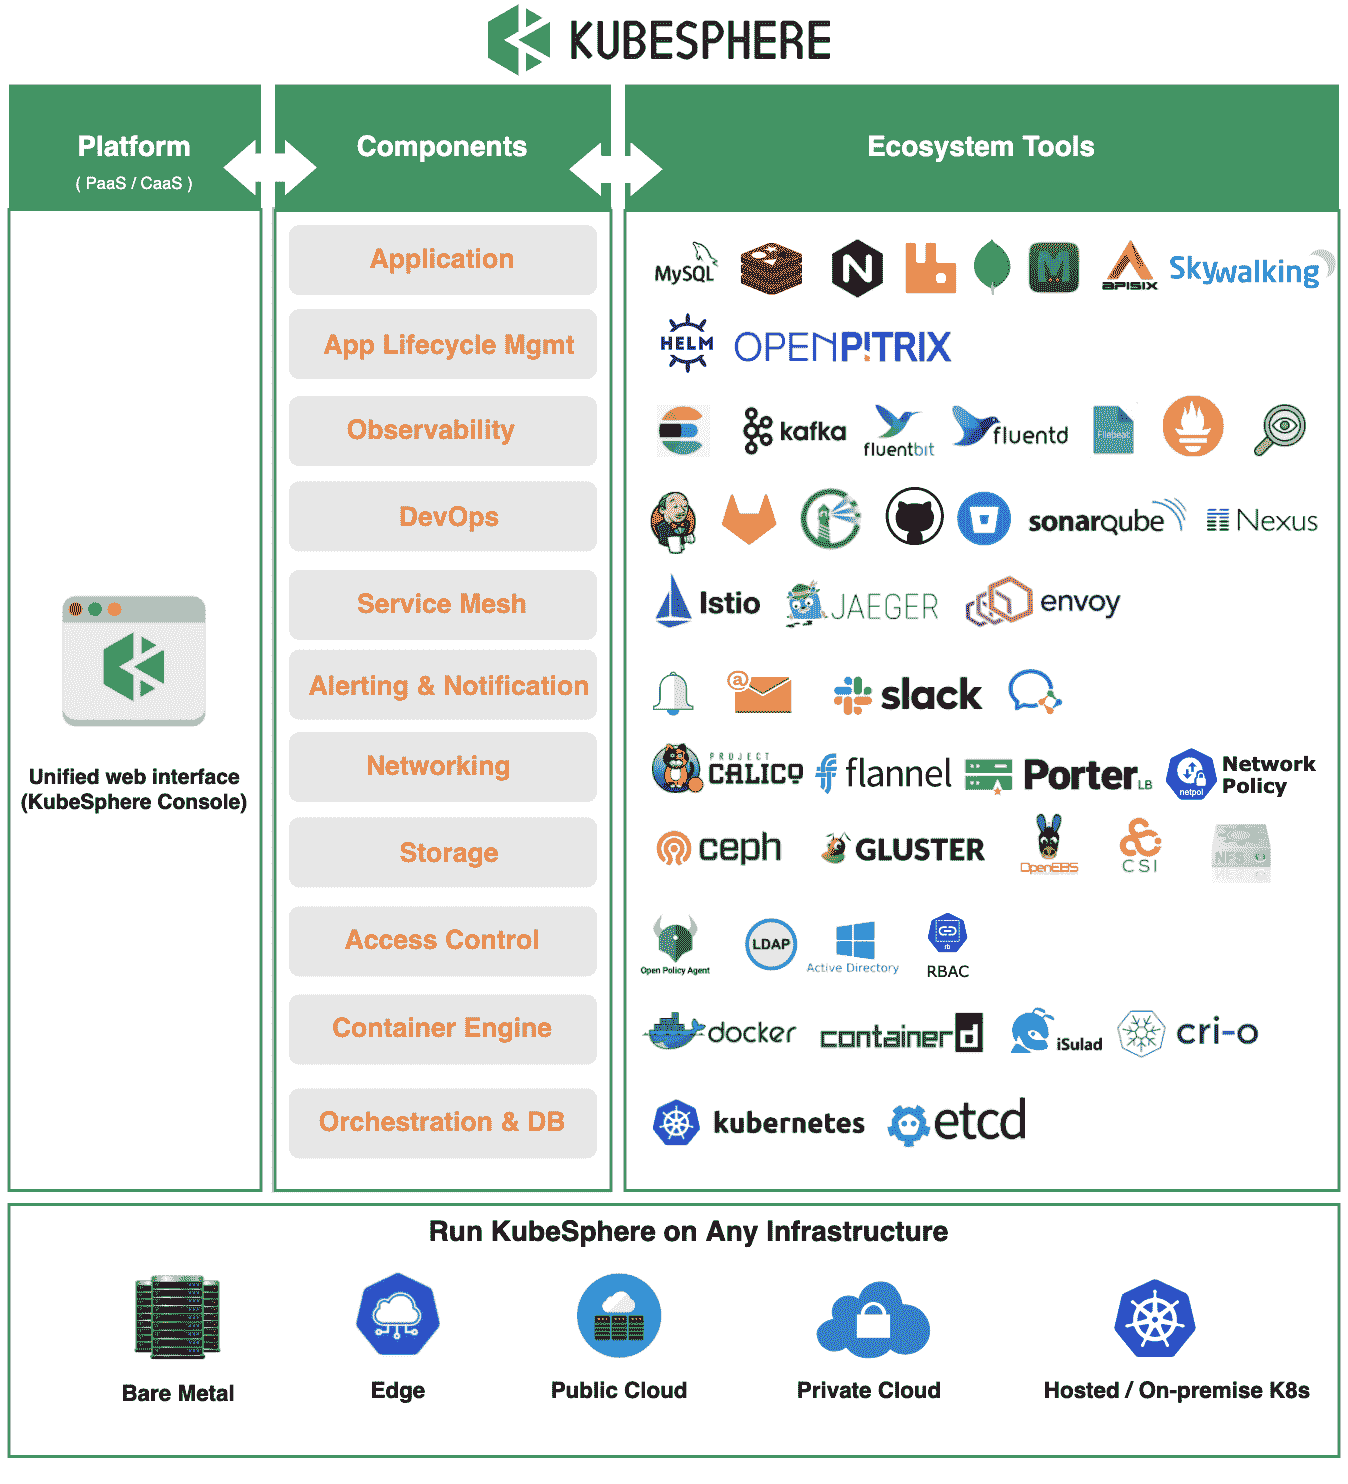 KUBESPHERE
Platform
( PaaS / CaaS )
Components
Ecosystem Tools
Application
MySQL
N
M
APISIX
Skywalking
App Lifecycle Mgmt
HELM
OPENPITRIX
Observability
kafka
fluentbit
fluentd
Filebeat
DevOps
sonarqube
Nexus
Service Mesh
Istio
JAEGER
envoy
Alerting & Notification
@
slack
Networking
PROJECT
CALICO
flannel
Porter LB
netpol
Network
Policy
Storage
ceph
GLUSTER
OpenEBS
CSI
NFS
Access Control
Open Policy Agent
LDAP
Active Directory
rb
RBAC
Container Engine
docker
containerd
iSulad
cri-o
Orchestration & DB
kubernetes
etcd
Unified web interface
(KubeSphere Console)
Run KubeSphere on Any Infrastructure
Bare Metal
Edge
Public Cloud
Private Cloud
Hosted / On-premise K8s